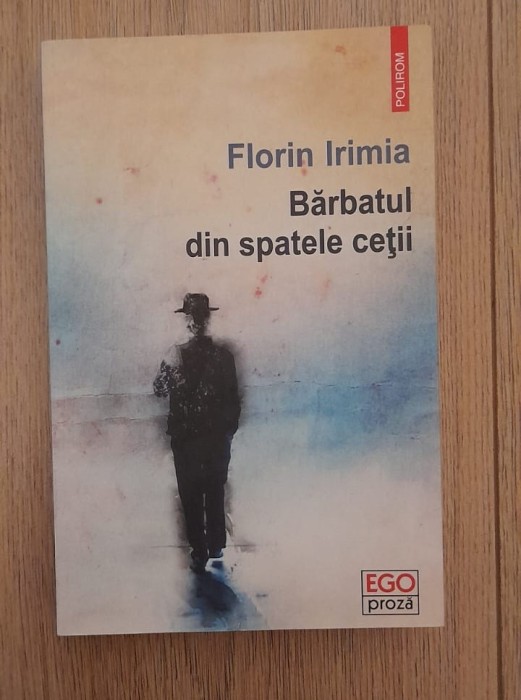 POLIROM
Florin Irimia
Bărbatul
din spatele ceţii
EGO
proză